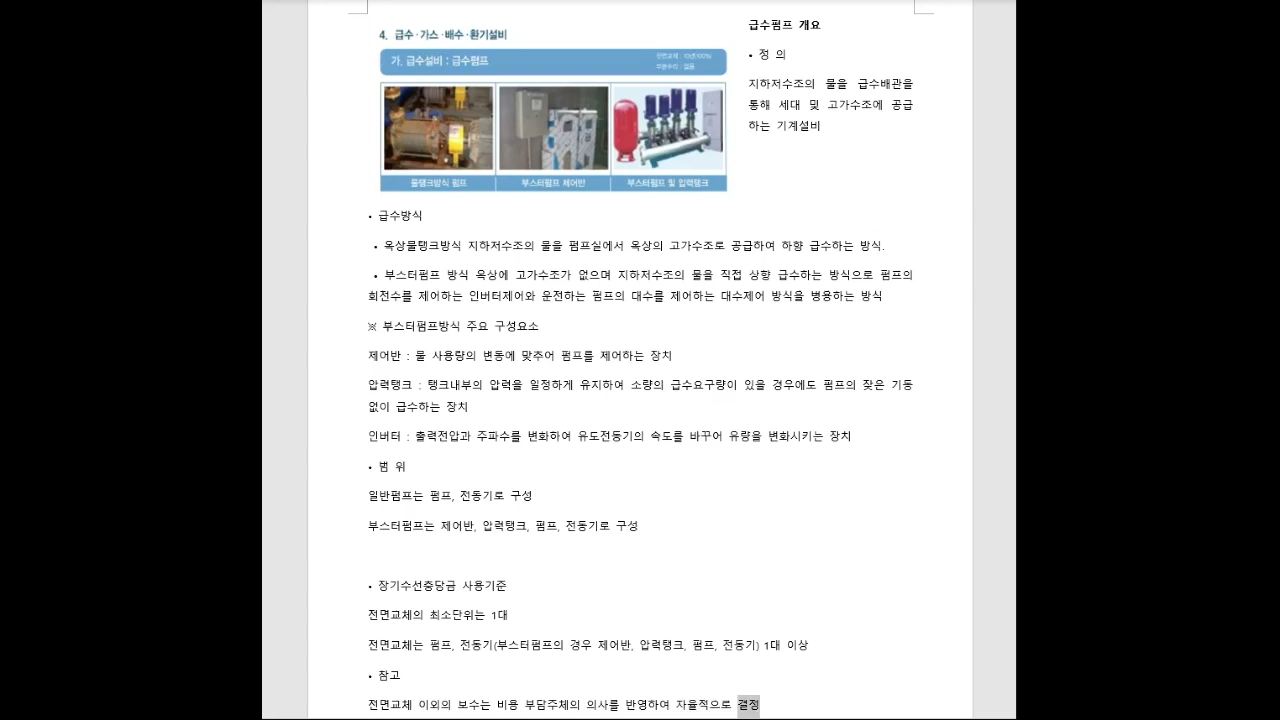 4. 급수·가스·배수·환기설비
가. 급수설비 : 급수펌프
전면교체 : 10년(100%)
부분수리 : 없음
물탱크방식 펌프
부스터펌프 제어반
부스터펌프 및 압력탱크
급수펌프 개요
• 정 의
지하저수조의 물을 급수배관을
통해 세대 및 고가수조에 공급
하는 기계설비
• 급수방식
• 옥상물탱크방식 지하저수조의 물을 펌프실에서 옥상의 고가수조로 공급하여 하향 급수하는 방식.
• 부스터펌프 방식 옥상에 고가수조가 없으며 지하저수조의 물을 직접 상향 급수하는 방식으로 펌프의
회전수를 제어하는 인버터제어와 운전하는 펌프의 대수를 제어하는 대수제어 방식을 병용하는 방식
※ 부스터펌프방식 주요 구성요소
제어반 : 물 사용량의 변동에 맞추어 펌프를 제어하는 장치
압력탱크 : 탱크내부의 압력을 일정하게 유지하여 소량의 급수요구량이 있을 경우에도 펌프의 잦은 기동
없이 급수하는 장치
인버터 : 출력전압과 주파수를 변화하여 유도전동기의 속도를 바꾸어 유량을 변화시키는 장치
• 범 위
일반펌프는 펌프, 전동기로 구성
부스터펌프는 제어반, 압력탱크, 펌프, 전동기로 구성
• 장기수선충당금 사용기준
전면교체의 최소단위는 1대
전면교체는 펌프, 전동기(부스터펌프의 경우 제어반, 압력탱크, 펌프, 전동기) 1대 이상
• 참고
전면교체 이외의 보수는 비용 부담주체의 의사를 반영하여 자율적으로 결정